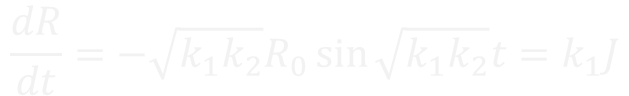 dR/dt = −√(k₁k₂)R₀ sin √(k₁k₂)t = k₁J